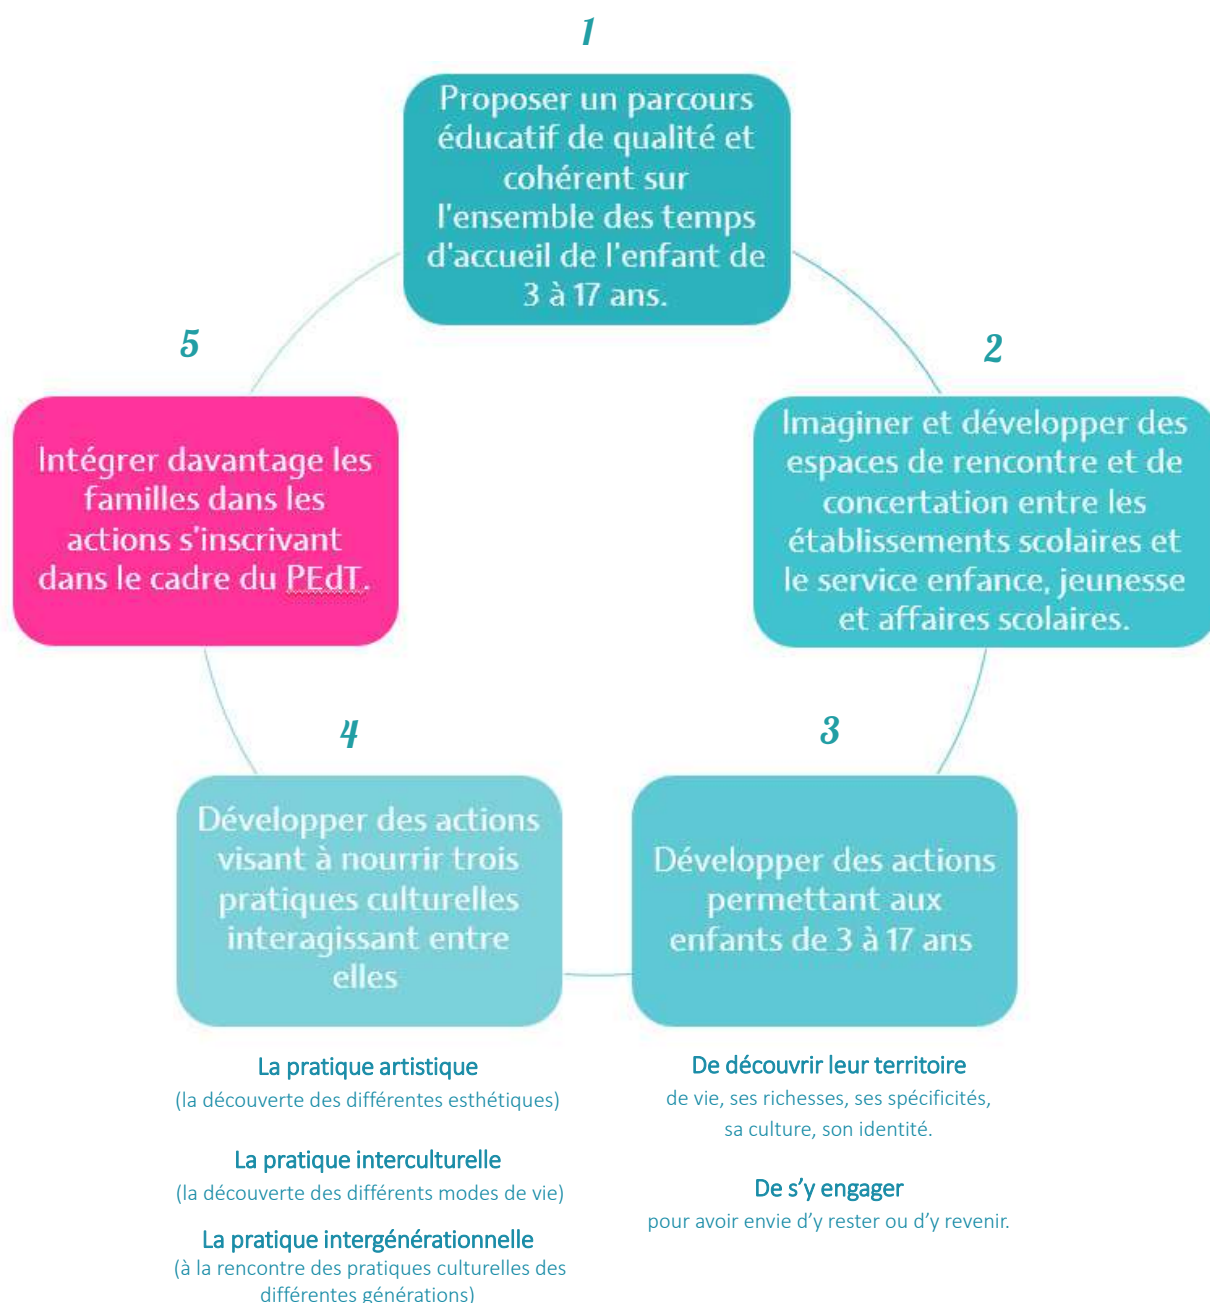 1
Proposer un parcours
éducatif de qualité et
cohérent sur
l'ensemble des temps
d'accueil de l'enfant de
3 à 17 ans.
2
Imaginer et développer des
espaces de rencontre et de
concertation entre les
établissements scolaires et
le service enfance, jeunesse
et affaires scolaires.
3
Développer des actions
permettant aux
enfants de 3 à 17 ans
De découvrir leur territoire
de vie, ses richesses, ses spécificités,
sa culture, son identité.
De s'y engager
pour avoir envie d'y rester ou d'y revenir.
4
Développer des actions
visant à nourrir trois
pratiques culturelles
interagissant entre
elles
La pratique artistique
(la découverte des différentes esthétiques)
La pratique interculturelle
(la découverte des différents modes de vie)
La pratique intergénérationnelle
(à la rencontre des pratiques culturelles des
différentes générations)
5
Intégrer davantage les
familles dans les
actions s'inscrivant
dans le cadre du PEdT.